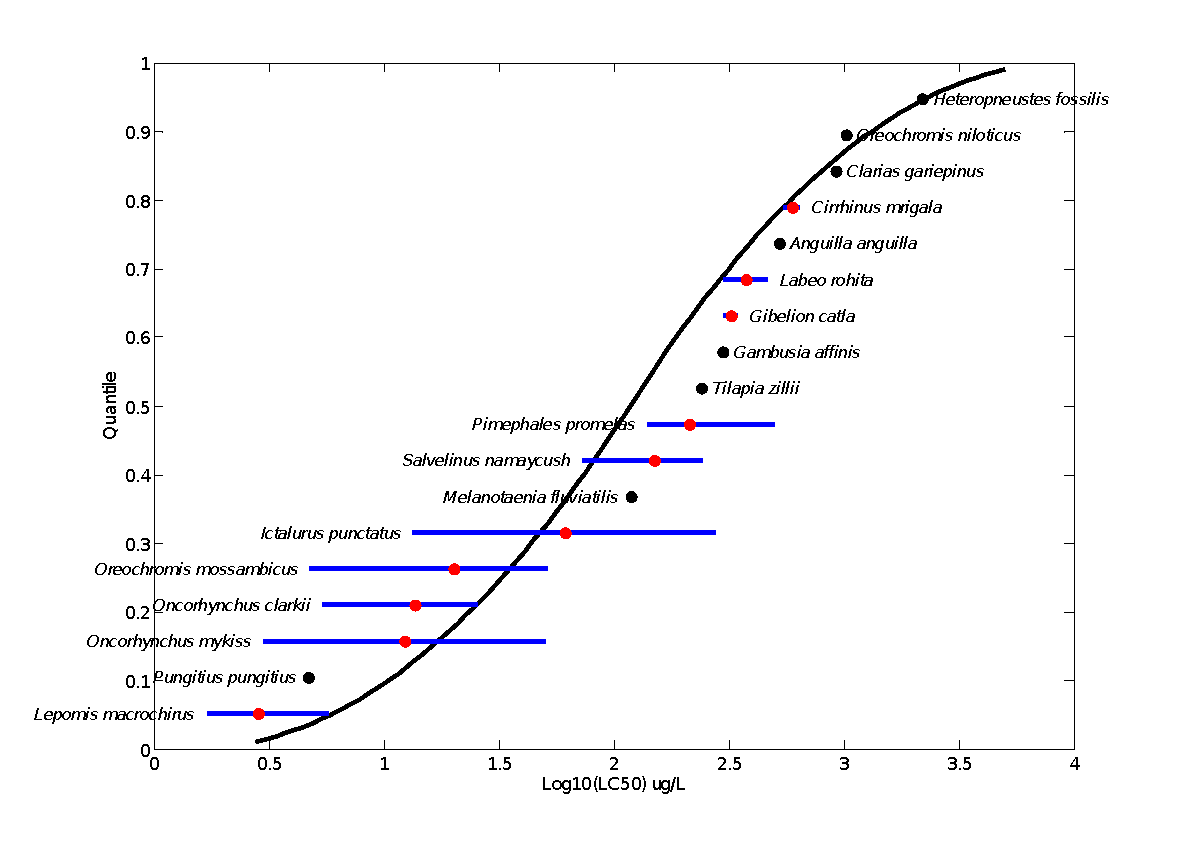 1
Heteropneustes fossilis
0.9
Oreochromis niloticus
Clarias gariepinus
0.8
Cirrhinus mrigala
Anguilla anguilla
0.7
Labeo rohita
Gibelion catla
0.6
Gambusia affinis
Tilapia zillii
0.5
Quantile
Pimephales promelas
Salvelinus namaycush
0.4
Melanotaenia fluviatilis
Ictalurus punctatus
0.3
Oreochromis mossambicus
Oncorhynchus clarkii
0.2
Oncorhynchus mykiss
0.1
Pungitius pungitius
Lepomis macrochirus
0
0 0.5 1 1.5 2 2.5 3 3.5 4
Log10(LC50) ug/L